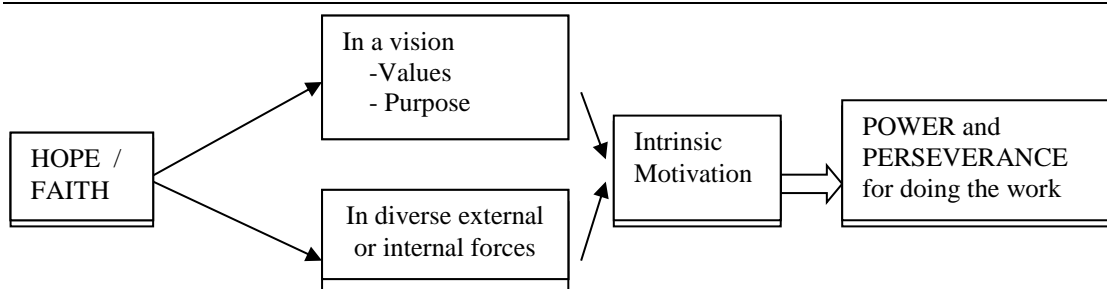 HOPE /
FAITH
In a vision
-Values
- Purpose
In diverse external
or internal forces
Intrinsic
Motivation
POWER and
PERSEVERANCE
for doing the work